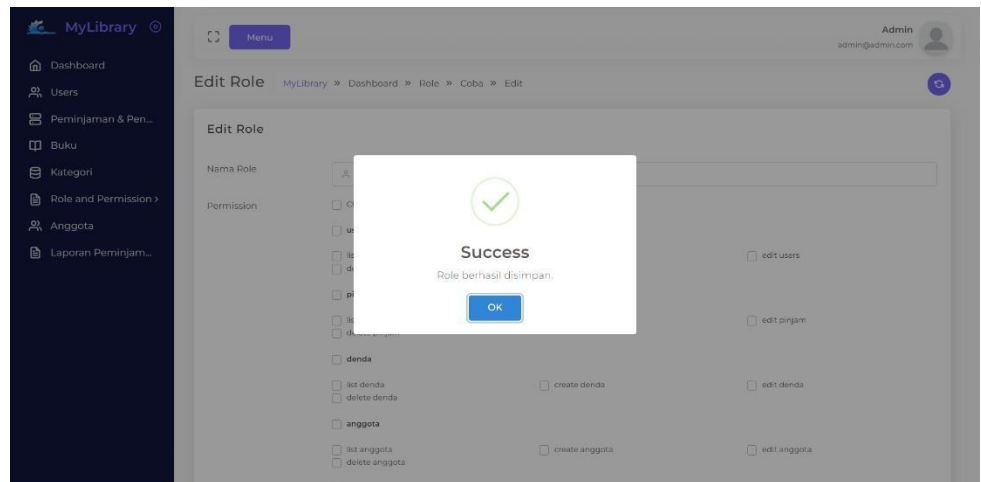 MyLibrary
Menu
Admin
admin@admin.com
Dashboard
Users
Peminjaman & Pen...
Buku
Kategori
Role and Permission >
Anggota
Laporan Peminjam...
Edit Role
MyLibrary » Dashboard » Role » Coba » Edit
Edit Role
Nama Role
Permission
edit users
edit pinjam
denda
list denda
create denda
edit denda
delete denda
anggota
list anggota
create anggota
edit anggota
delete anggota
Success
Role berhasil disimpan.
OK